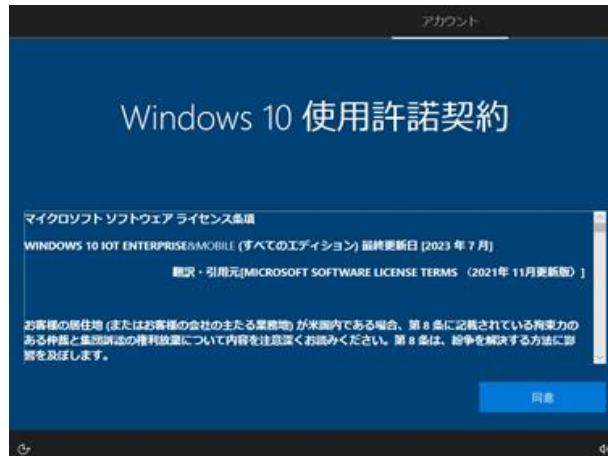 アカウント
Windows 10 使用許諾契約
マイクロソフト ソフトウェア ライセンス条項
WINDOWS 10 IOT ENTERPRISE&MOBILE (すべてのエディション) 最終更新日 [2023 年 7 月]
翻訳・引用元[MICROSOFT SOFTWARE LICENSE TERMS （2021年 11月更新版）]
お客様の居住地 (またはお客様の会社の主たる業務地) が米国内である場合、第 8 条に記載されている拘束力の
ある仲裁と集団訴訟の権利放棄について内容を注意深くお読みください。第 8 条は、紛争を解決する方法に影
響を及ぼします。
同意